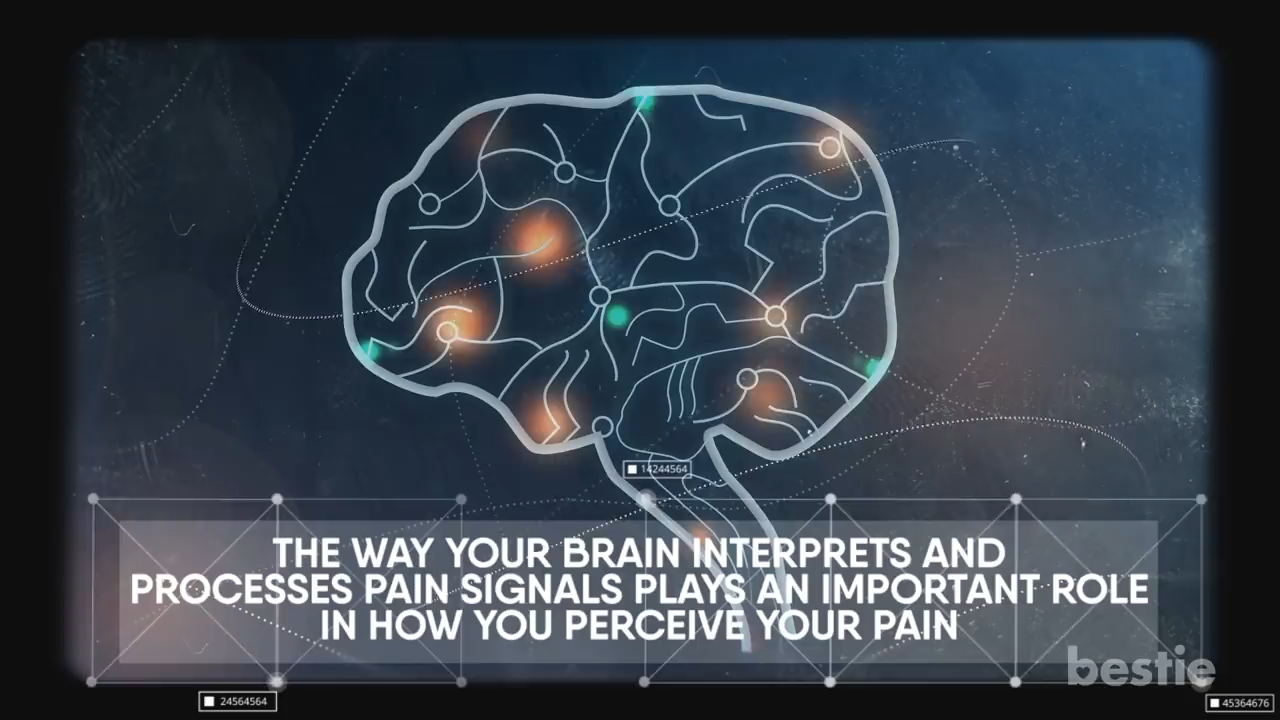 14244564
THE WAY YOUR BRAIN INTERPRETS AND
PROCESSES PAIN SIGNALS PLAYS AN IMPORTANT ROLE
IN HOW YOU PERCEIVE YOUR PAIN
bestie
24564564
45364676